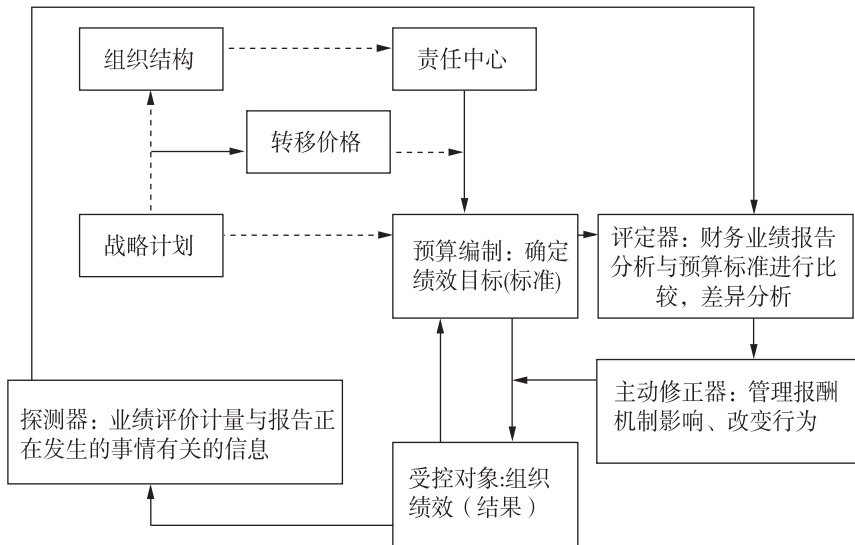 组织结构
责任中心
转移价格
战略计划
预算编制：确定
绩效目标(标准)
评定器：财务业绩报告
分析与预算标准进行比
较，差异分析
主动修正器：管理报酬
机制影响、改变行为
探测器：业绩评价计量与报告正
在发生的事情有关的信息
受控对象:组织
绩效（结果）